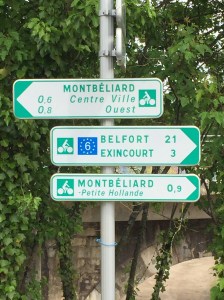 MONTBÉLIARD
0,6 Centre Ville
0,8 Ouest
6 BELFORT 21
EXINCOURT 3
MONTBÉLIARD
-Petite Hollande 0,9